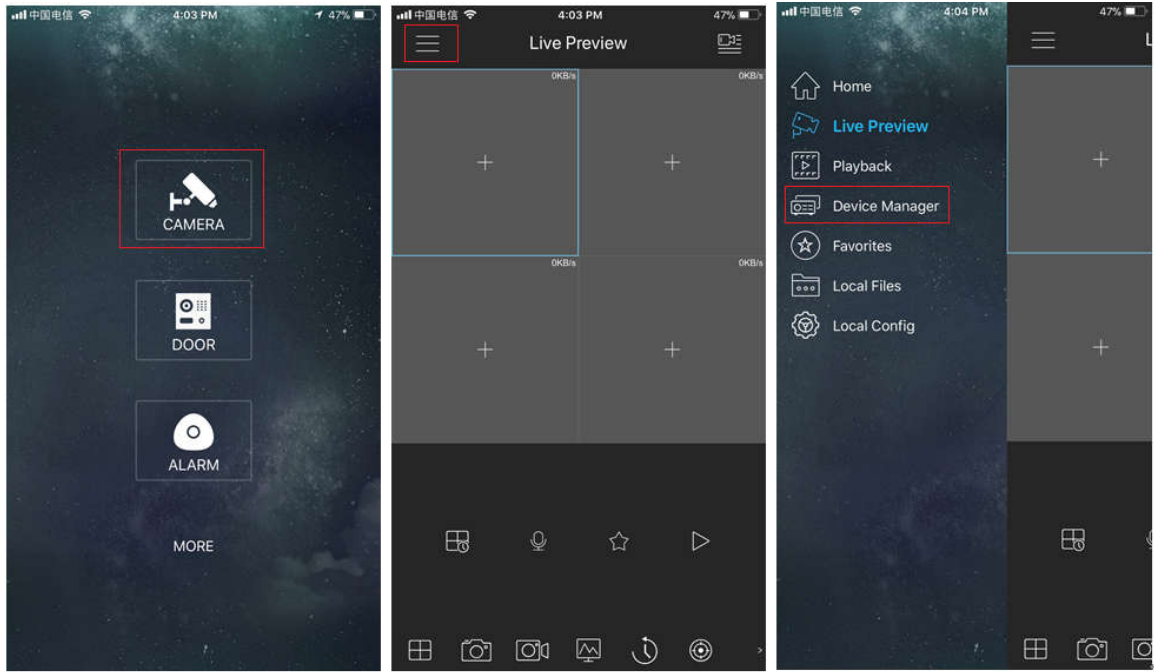 中国电信 4:03 PM 47%
CAMERA
DOOR
ALARM
MORE
中国电信 4:03 PM 47%
Live Preview
0KB/s 0KB/s
0KB/s 0KB/s
中国电信 4:04 PM 47%
L
Home
Live Preview
Playback
Device Manager
Favorites
Local Files
Local Config